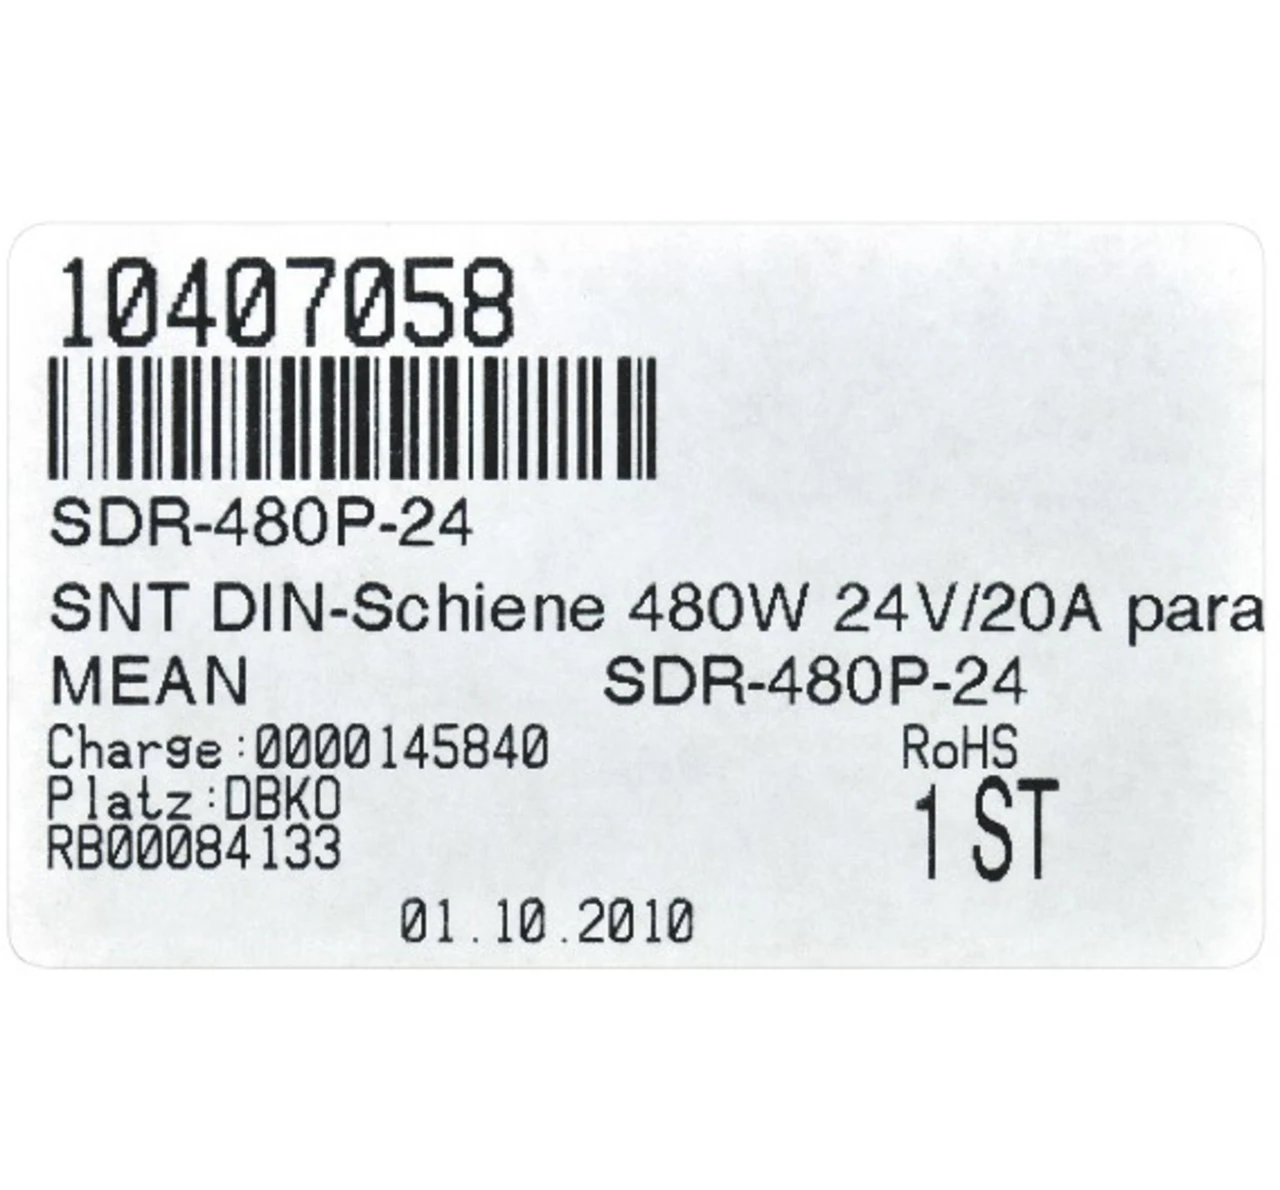 10407058
SDR-480P-24
SNT DIN-Schiene 480W 24V/20A para
MEAN SDR-480P-24
Charge:0000145840 RoHS
Platz:DBKO 1 ST
RB00084133
01.10.2010